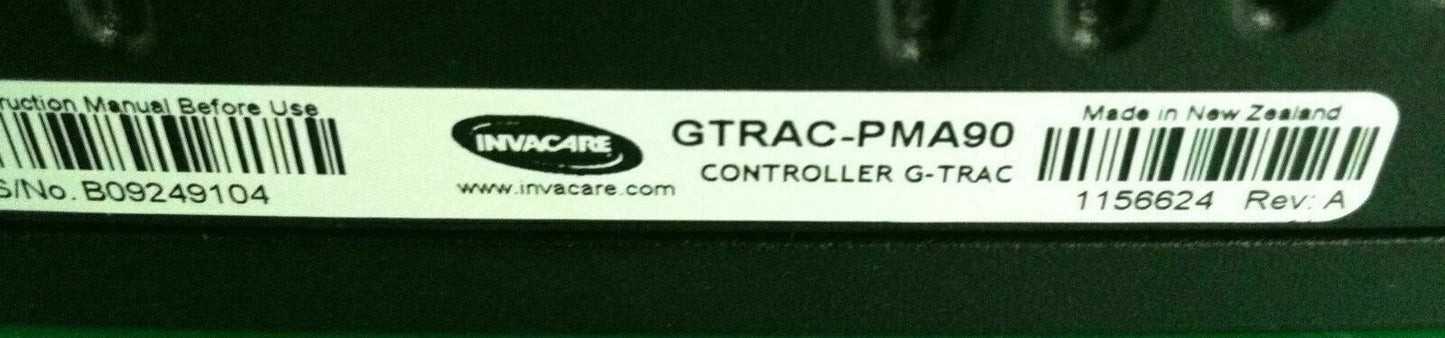 ruction Manual Before Use
S/No. B09249104
INVACARE
www.invacare.com
GTRAC-PMA90
CONTROLLER G-TRAC
Made in New Zealand
1156624 Rev: A